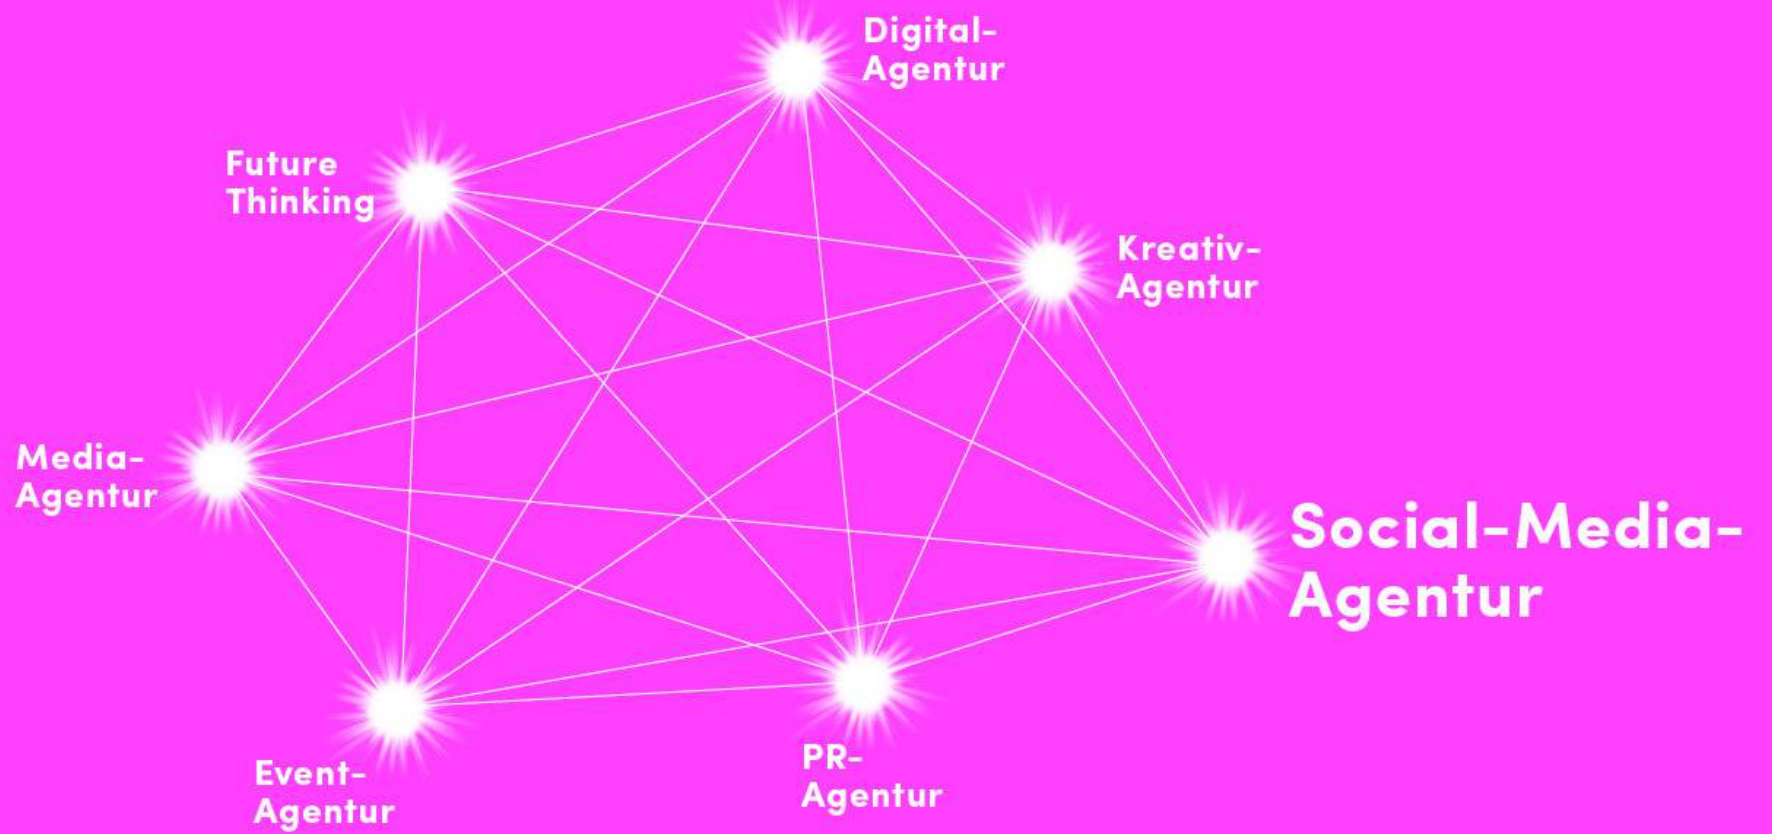 Digital-
Agentur
Future
Thinking
Kreativ-
Agentur
Media-
Agentur
Social-Media-
Agentur
PR-
Agentur
Event-
Agentur